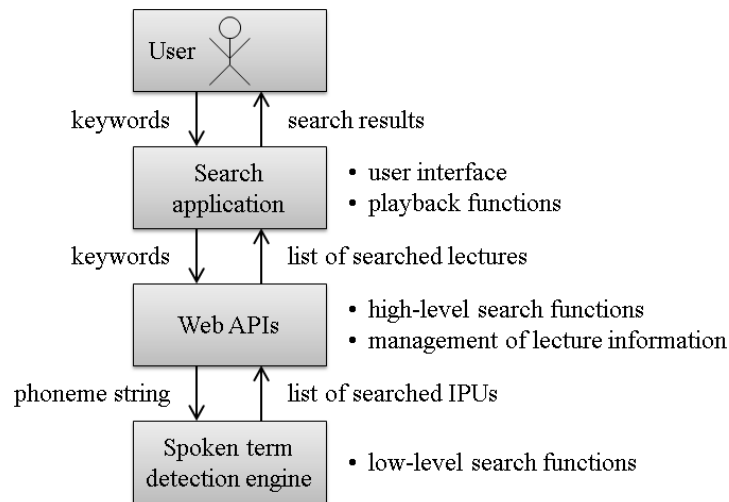 User
keywords
search results
Search
application
• user interface
• playback functions
keywords
list of searched lectures
Web APIs
• high-level search functions
• management of lecture information
phoneme string
list of searched IPUs
Spoken term
detection engine
• low-level search functions